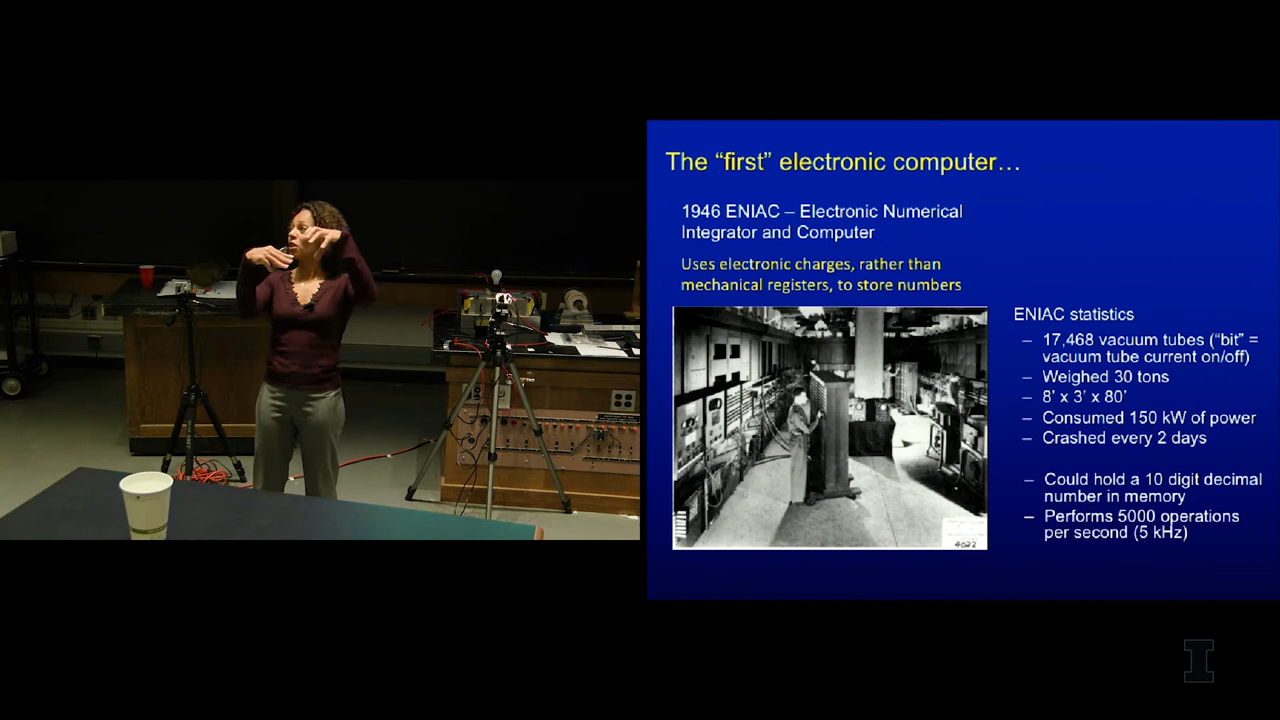 The “first” electronic computer…
1946 ENIAC – Electronic Numerical
Integrator and Computer
Uses electronic charges, rather than
mechanical registers, to store numbers
ENIAC statistics
– 17,468 vacuum tubes (“bit” =
vacuum tube current on/off)
– Weighed 30 tons
– 8’ x 3’ x 80’
– Consumed 150 kW of power
– Crashed every 2 days
– Could hold a 10 digit decimal
number in memory
– Performs 5000 operations
per second (5 kHz)
I